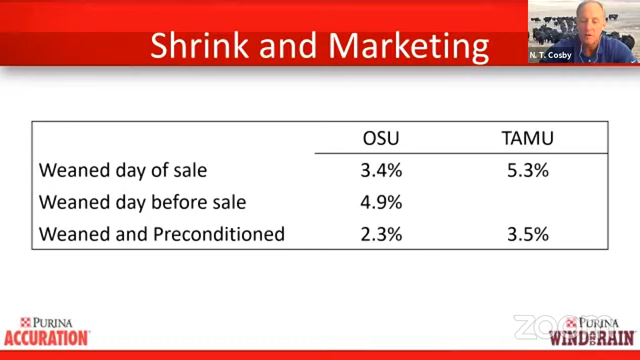 Shrink and Marketing
N. T. Cosby
OSU TAMU
Weaned day of sale 3.4% 5.3%
Weaned day before sale 4.9%
Weaned and Preconditioned 2.3% 3.5%
PURINA
ACCURATION
PURINA
WIND AND RAIN
zoom